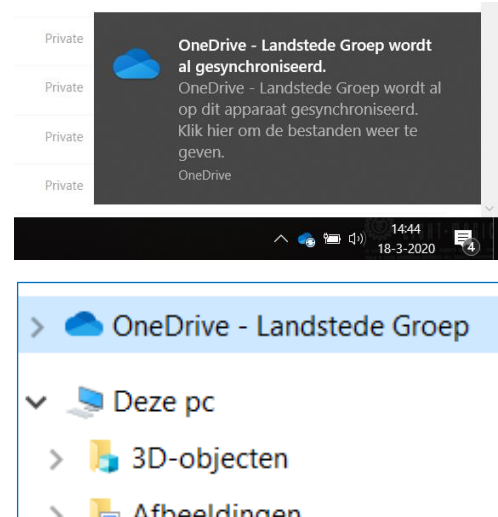 Private
OneDrive - Landstede Groep wordt
al gesynchroniseerd.
Private
OneDrive - Landstede Groep wordt al
op dit apparaat gesynchroniseerd.
Private
Klik hier om de bestanden weer te
geven.
Private
OneDrive
14:44
18-3-2020
4
OneDrive - Landstede Groep
Deze pc
3D-objecten
Afbeeldingen